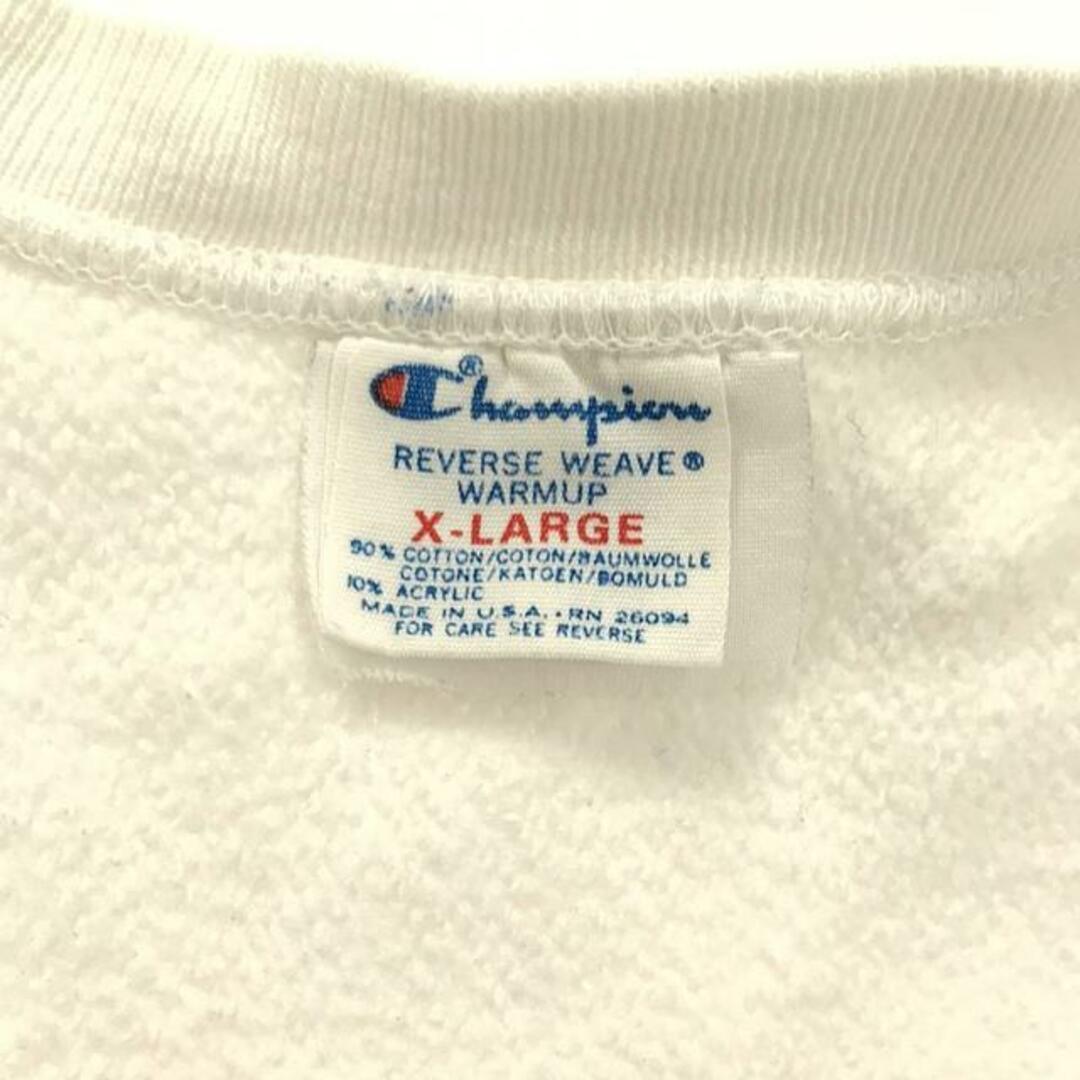 Champion®
REVERSE WEAVE®
WARMUP
X-LARGE
90% COTTON/COTON/BAUMWOLLE
COTONE/KATOEN/BOMULD
10% ACRYLIC
MADE IN U.S.A. · RN 26094
FOR CARE SEE REVERSE